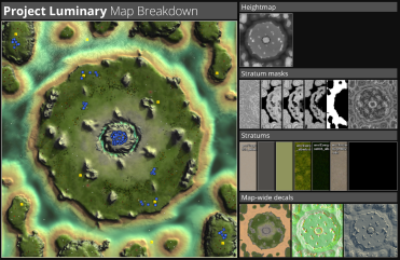 Project Luminary Map Breakdown
Heightmap
Stratum masks
Stratums
Map-wide decals